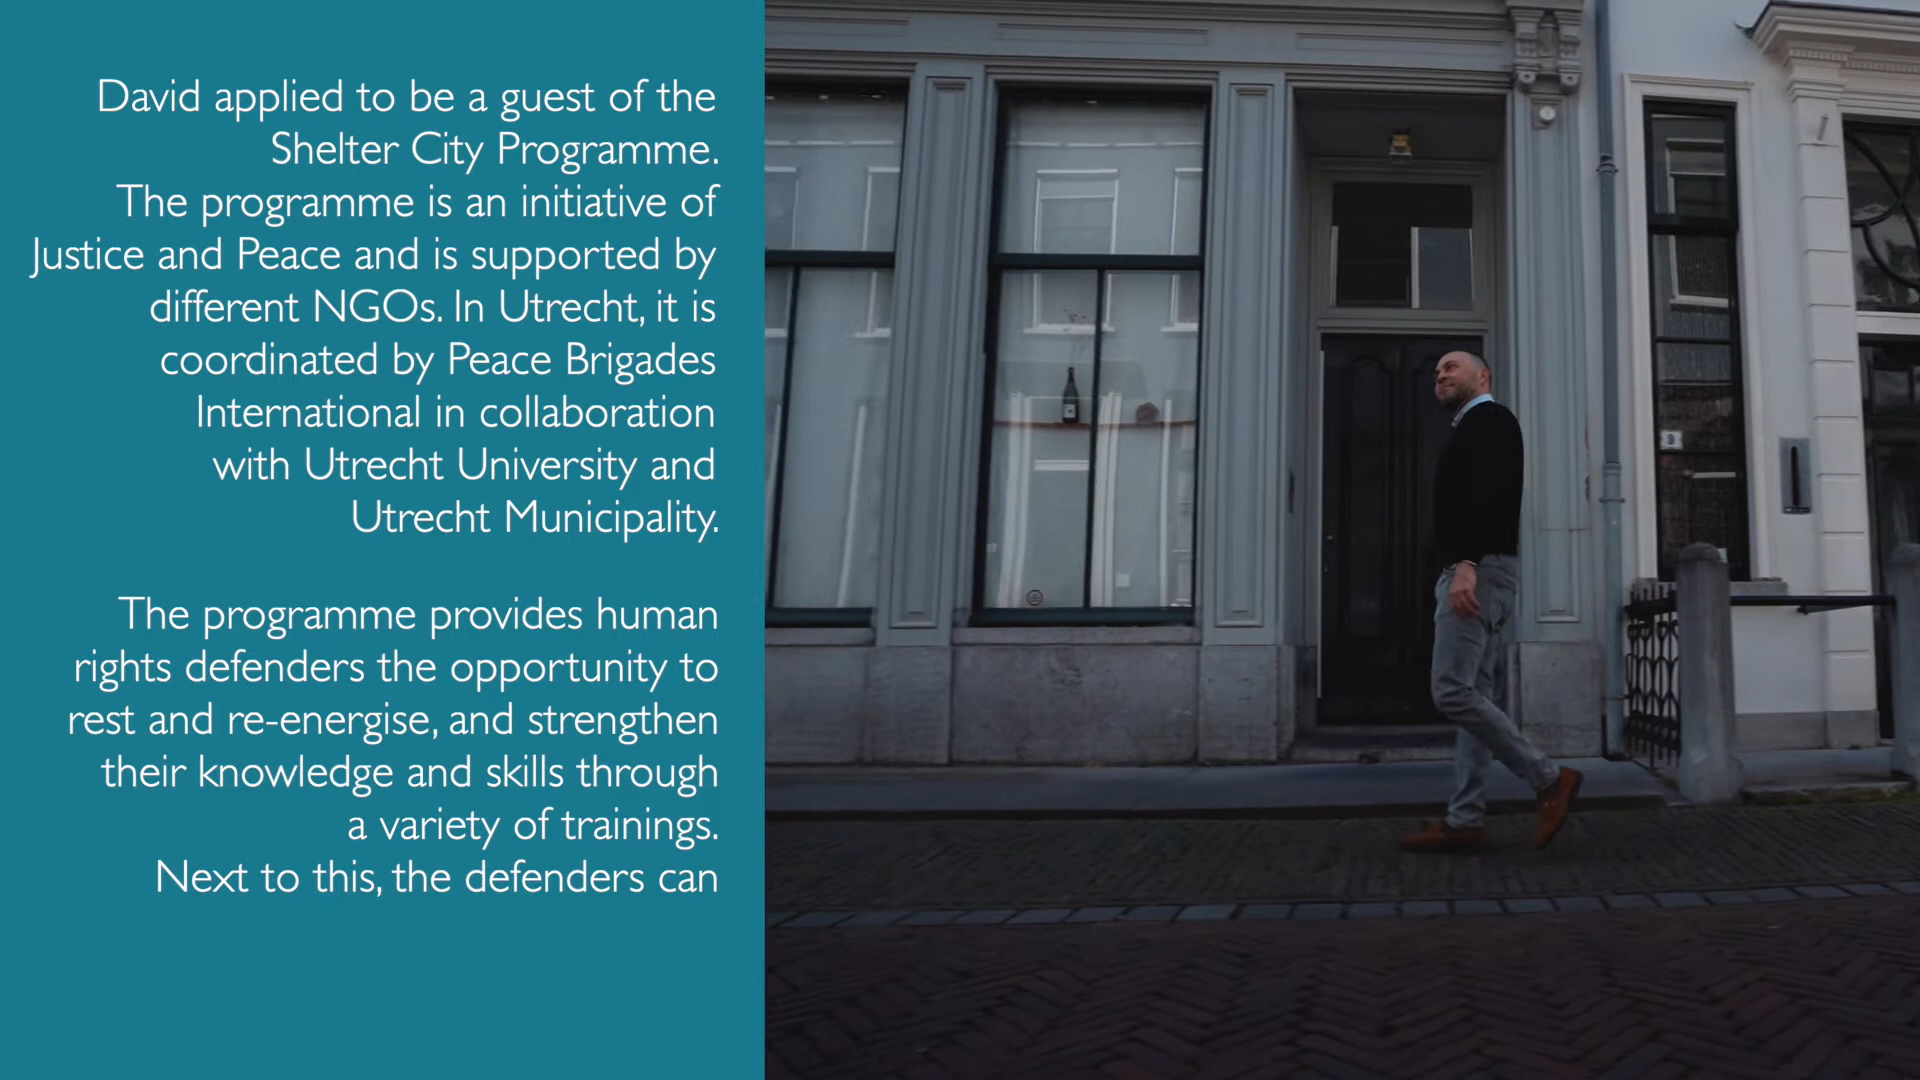 David applied to be a guest of the
Shelter City Programme.
The programme is an initiative of
Justice and Peace and is supported by
different NGOs. In Utrecht, it is
coordinated by Peace Brigades
International in collaboration
with Utrecht University and
Utrecht Municipality.
The programme provides human
rights defenders the opportunity to
rest and re-energise, and strengthen
their knowledge and skills through
a variety of trainings.
Next to this, the defenders can